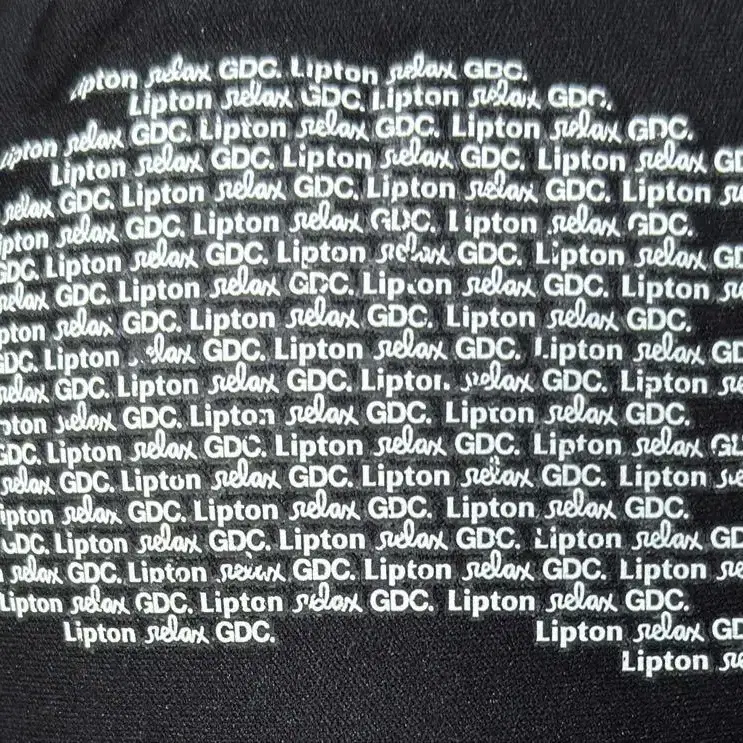 relax GDC. Lipton relax GDC.
Lipton relax GDC. Lipton relax GDC.
Lipton relax GDC. Lipton relax GDC. Lipton relax GDC.
Lipton relax GDC. Lipton relax GDC. Lipton relax
relax GDC. Lipton relax GDC. Lipton relax GDC. Lipton
relax GDC. Lipton relax GDC. Lipton relax GDC.
GDC. Lipton relax GDC. Lipton relax GDC. Lipton relax
relax GDC. Lipton relax GDC. Lipton relax GDC. Lipton
relax GDC. Lipton relax GDC. Lipton relax GDC.
GDC. Lipton relax GDC. Lipton relax GDC. Lipton relax
relax GDC. Lipton relax GDC. Lipton relax GDC. Lipton
relax GDC. Lipton relax GDC. Lipton relax GDC.
GDC. Lipton relax GDC. Lipton relax GDC. Lipton relax
relax GDC. Lipton relax GDC. Lipton relax GDC. Lipton
relax GDC. Lipton relax GDC. Lipton relax GDC.
GDC. Lipton relax GDC. Lipton relax GDC. Lipton relax
relax GDC. Lipton relax GDC. Lipton relax GDC. Lipton
Lipton relax GDC. Lipton relax GDC. Lipton relax GDC.
Lipton relax GDC. Lipton relax
Lipton